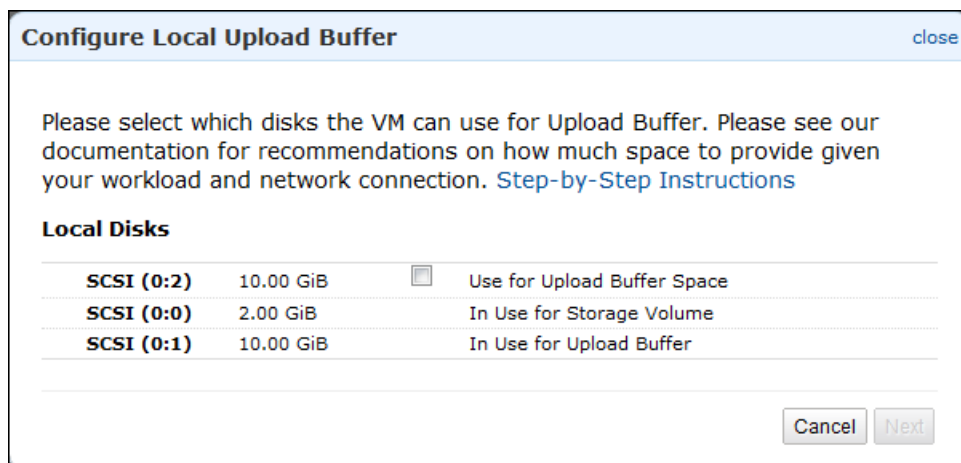 Configure Local Upload Buffer close
Please select which disks the VM can use for Upload Buffer. Please see our
documentation for recommendations on how much space to provide given
your workload and network connection. Step-by-Step Instructions
Local Disks
SCSI (0:2) 10.00 GiB Use for Upload Buffer Space
SCSI (0:0) 2.00 GiB In Use for Storage Volume
SCSI (0:1) 10.00 GiB In Use for Upload Buffer
Cancel Next